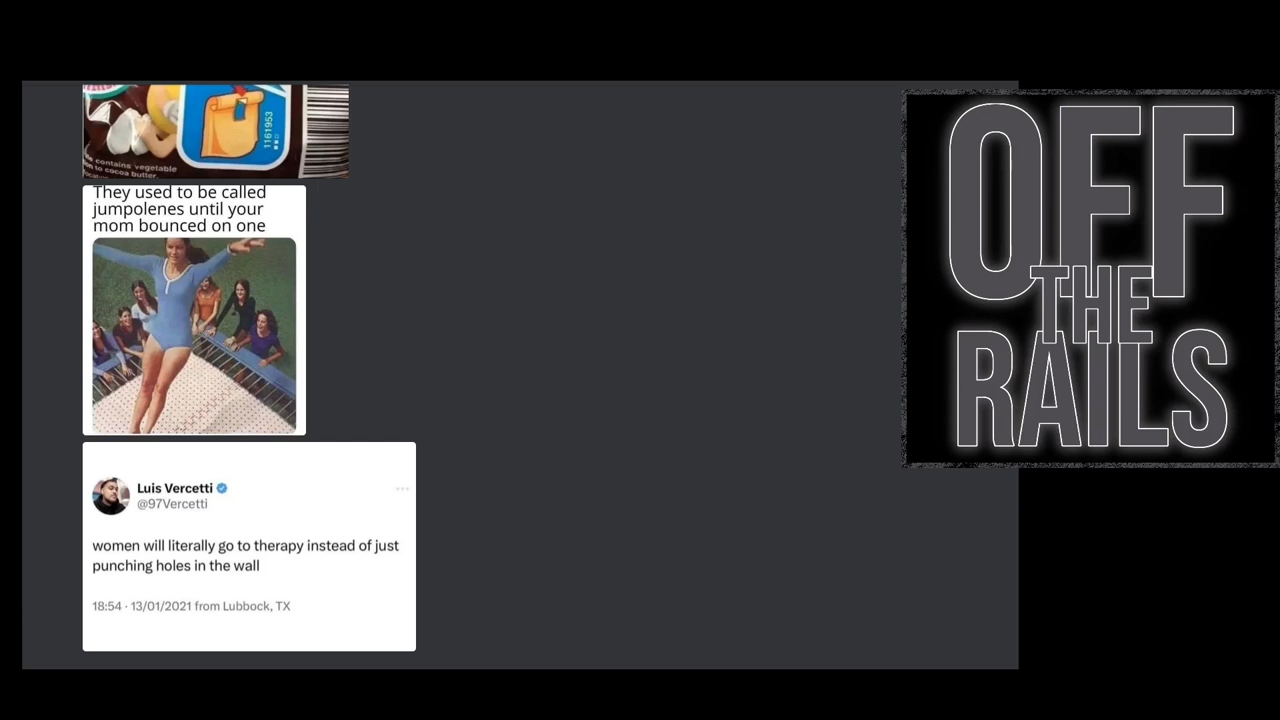 1161953
contains vegetable
to cocoa butter.
They used to be called
jumpolenes until your
mom bounced on one
Luis Vercetti
@97Vercetti
women will literally go to therapy instead of just
punching holes in the wall
18:54 · 13/01/2021 from Lubbock, TX
OFF
THE
RAILS